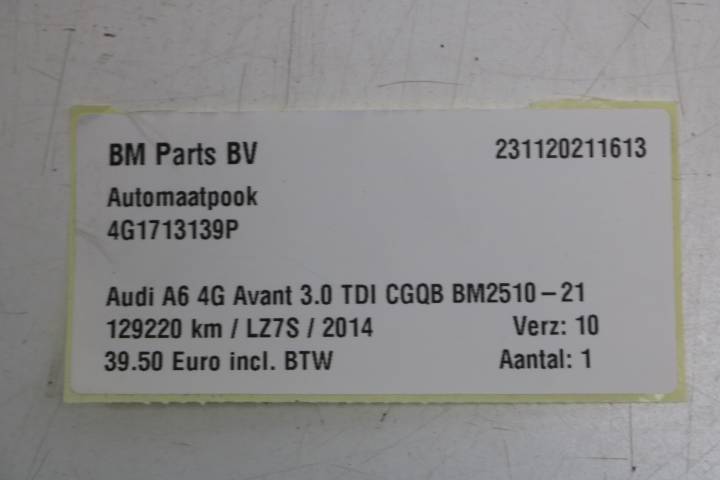 BM Parts BV 231120211613
Automaatpook
4G1713139P
Audi A6 4G Avant 3.0 TDI CGQB BM2510-21
129220 km / LZ7S / 2014 Verz: 10
39.50 Euro incl. BTW Aantal: 1